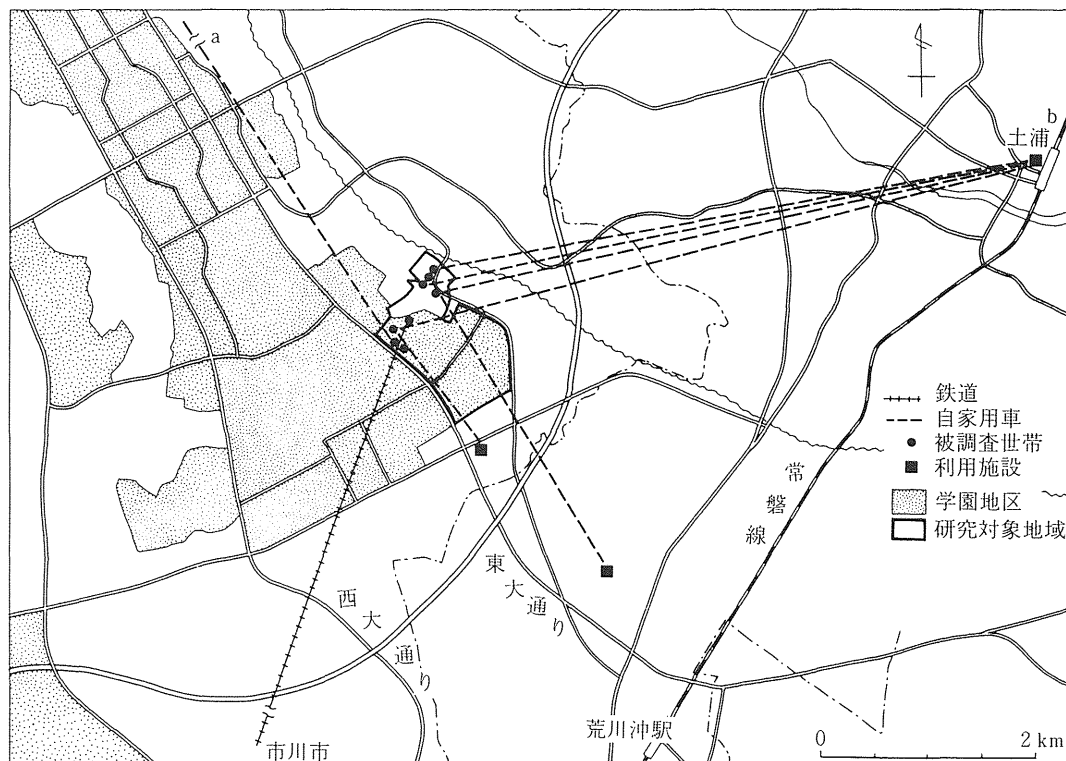 a
b
土浦
鉄道
自家用車
被調査世帯
利用施設
学園地区
研究対象地域
常磐線
東大通り
西大通り
荒川沖駅
市川市
0 2 km